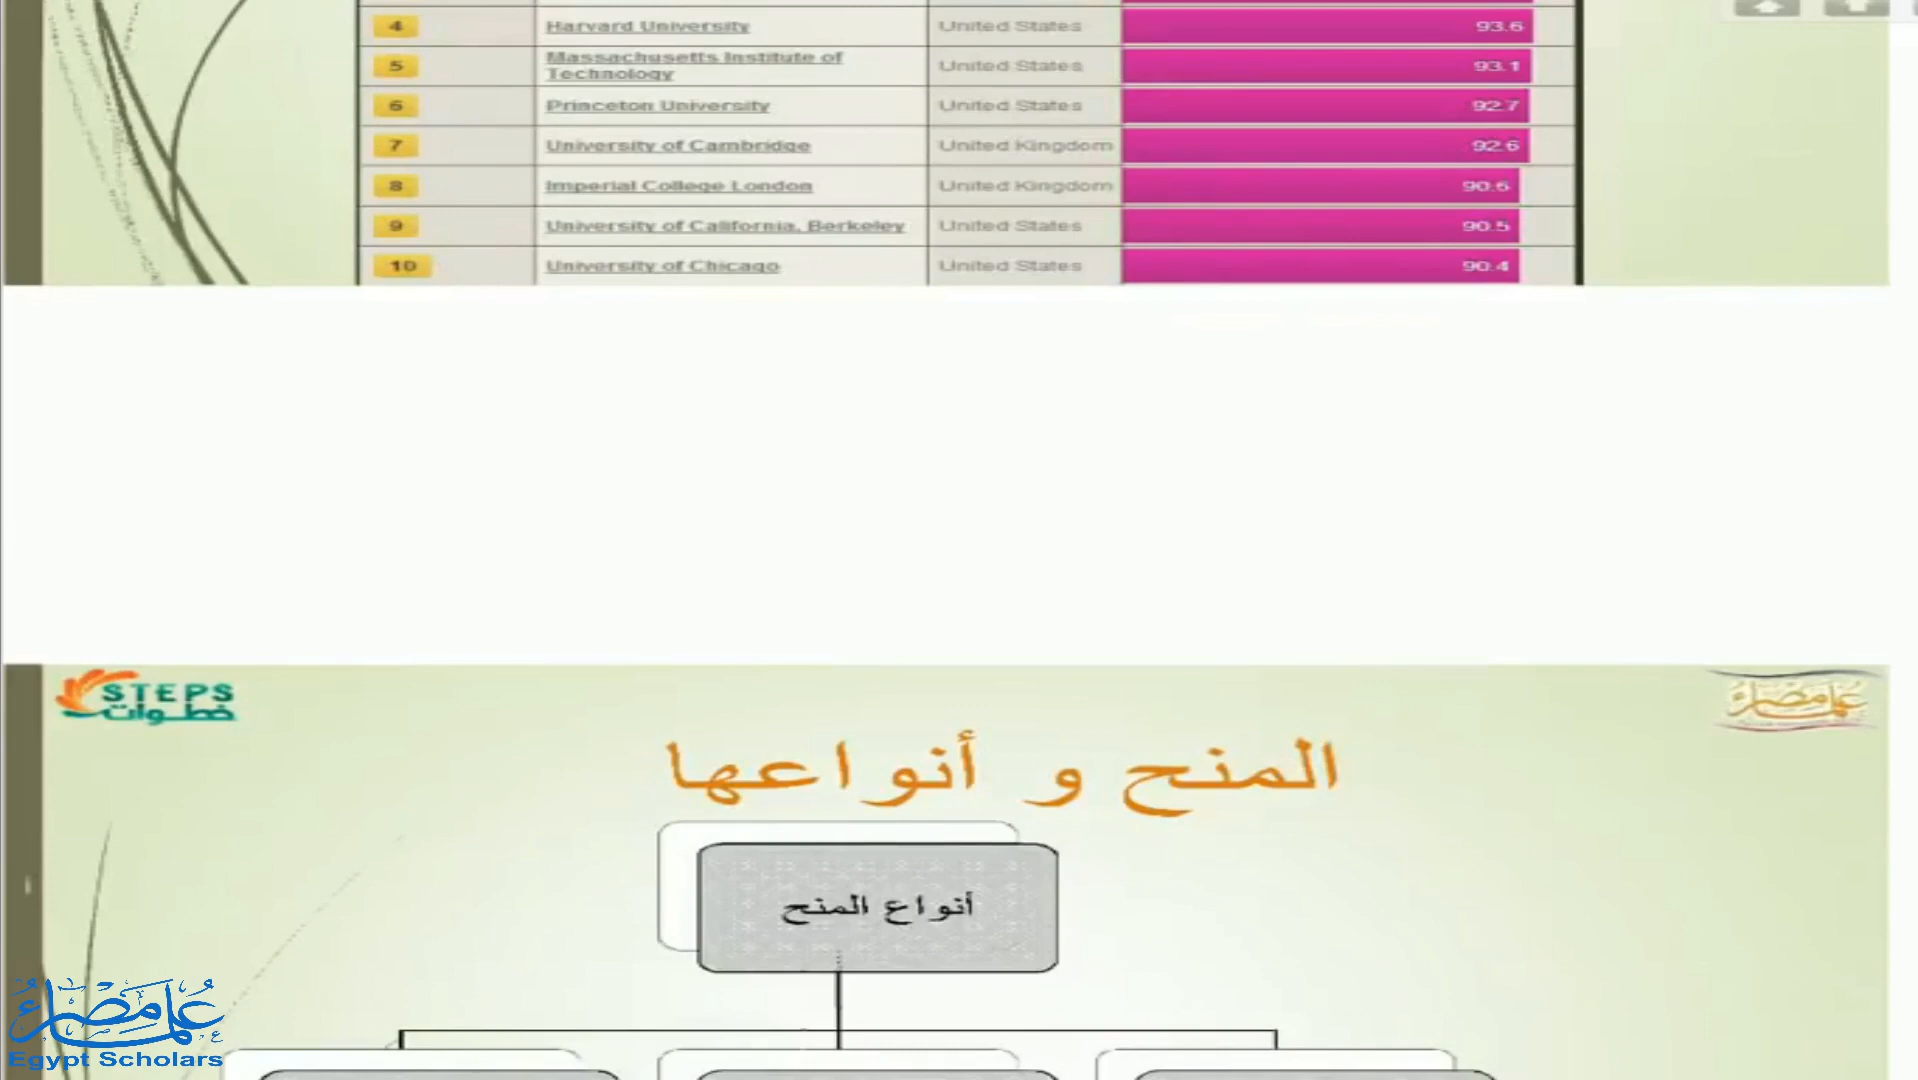 4 Harvard University United States 93.6
5 Massachusetts Institute of Technology United States 93.1
6 Princeton University United States 92.7
7 University of Cambridge United Kingdom 92.6
8 Imperial College London United Kingdom 90.6
9 University of California, Berkeley United States 90.5
10 University of Chicago United States 90.4
STEPS
خطوات
علماء مصر
المنح و أنواعها
أنواع المنح
علماء مصر
Egypt Scholars